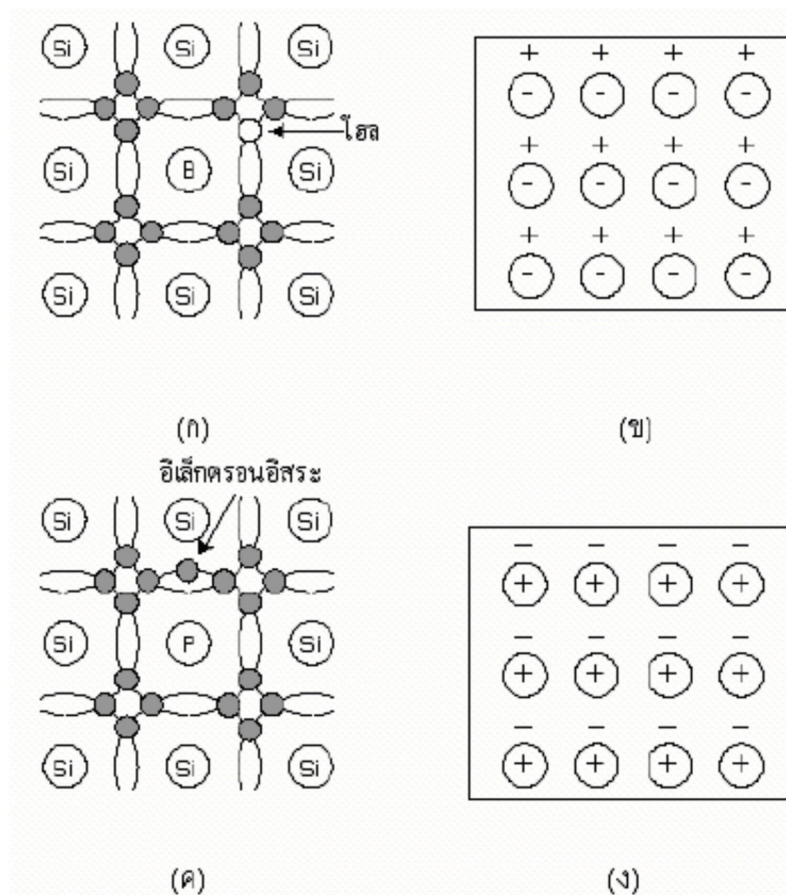 Si Si Si + + + +
- - - -
โฮล
Si B Si + + + +
- - - -
+ + + +
Si Si Si - - - -
(ก) (ข)
อิเล็กตรอนอิสระ
Si Si Si − − − −
+ + + +
Si P Si − − − −
+ + + +
− − − −
Si Si Si + + + +
(ค) (ง)